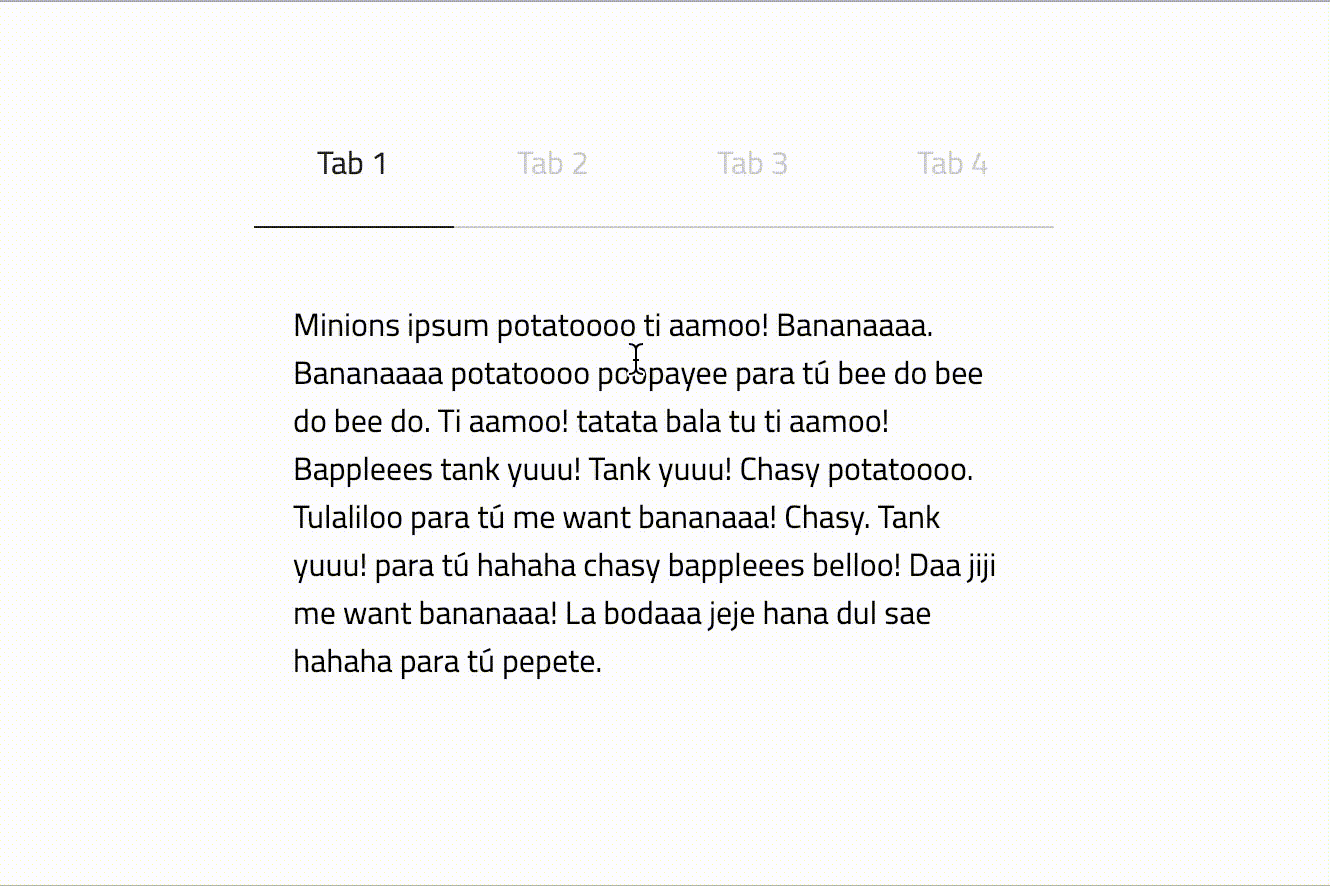 Tab 1 Tab 2 Tab 3 Tab 4
Minions ipsum potatoooo ti aamoo! Bananaaaa.
Bananaaaa potatoooo poopayee para tú bee do bee
do bee do. Ti aamoo! tatata bala tu ti aamoo!
Bappleees tank yuuu! Tank yuuu! Chasy potatoooo.
Tulaliloo para tú me want bananaaa! Chasy. Tank
yuuu! para tú hahaha chasy bappleees belloo! Daa jiji
me want bananaaa! La bodaaa jeje hana dul sae
hahaha para tú pepete.